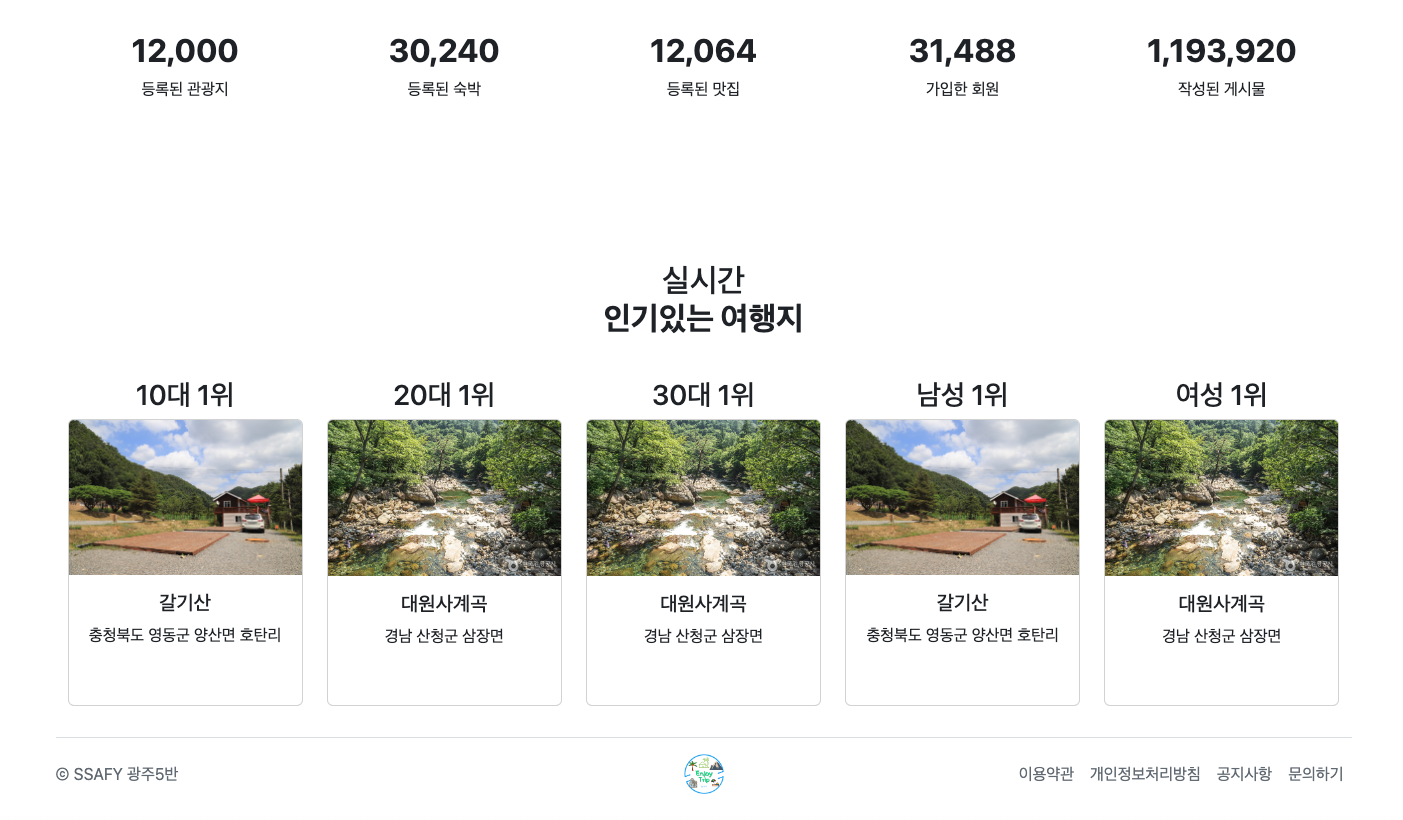 12,000
30,240
12,064
31,488
1,193,920
등록된 관광지
등록된 숙박
등록된 맛집
가입한 회원
작성된 게시물
실시간
인기있는 여행지
10대 1위
20대 1위
30대 1위
남성 1위
여성 1위
갈기산
대원사계곡
대원사계곡
갈기산
대원사계곡
충청북도 영동군 양산면 호탄리
경남 산청군 삼장면
경남 산청군 삼장면
충청북도 영동군 양산면 호탄리
경남 산청군 삼장면
© SSAFY 광주5반
Enjoy
Trip
이용약관
개인정보처리방침
공지사항
문의하기